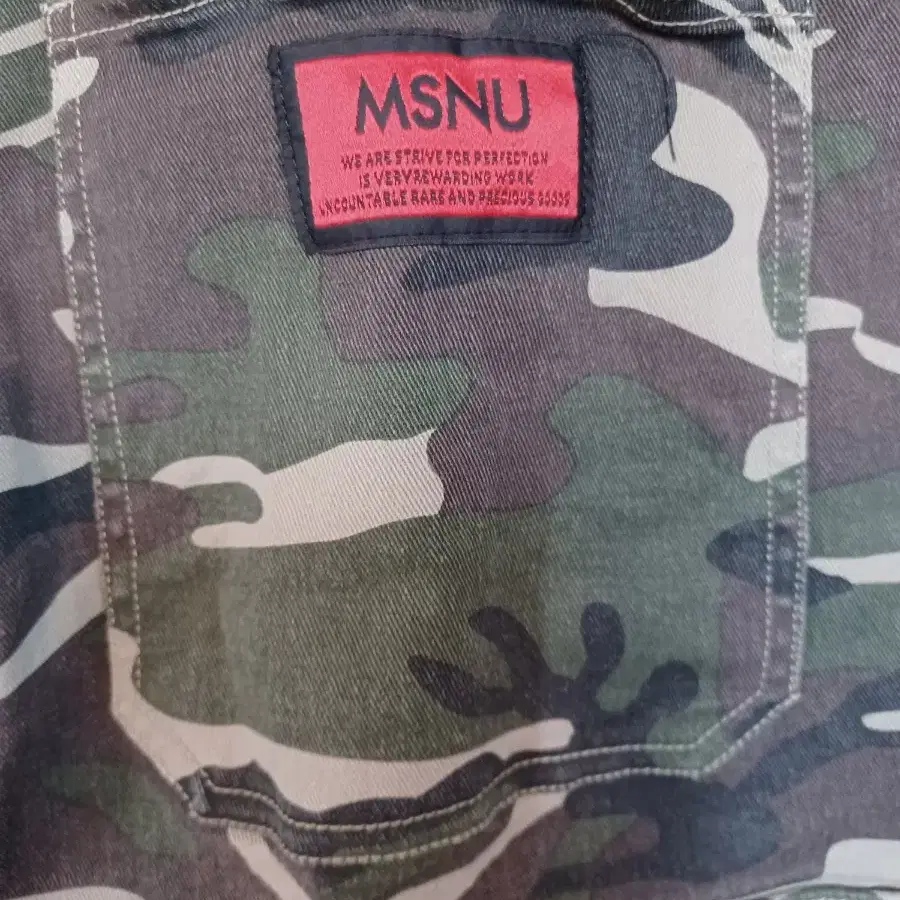 MSNU
WE ARE STRIVE FOR PERFECTION
IS VERYREWARDING WORK
UNCOUNTABLE RARE AND PRECIOUS GOODS